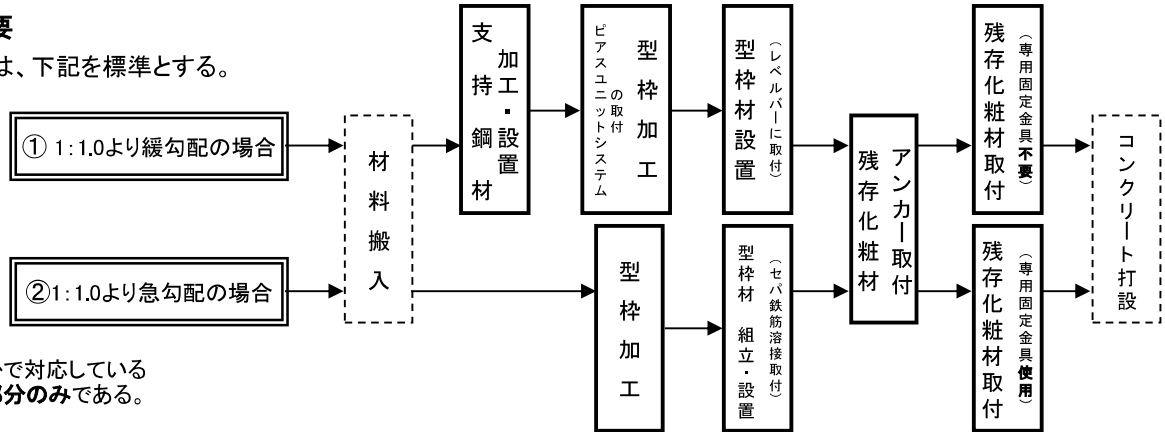 要
は、下記を標準とする。
① 1:1.0より緩勾配の場合
②1:1.0より急勾配の場合
材料搬入
支持鋼材
加工・設置
型枠加工
ピアスユニットシステム
の取付
型枠材設置
（レベルバーに取付）
型枠加工
型枠材 組立・設置
（セパ鉄筋溶接取付）
残存化粧材
アンカー取付
残存化粧材取付
（専用固定金具不要）
残存化粧材取付
（専用固定金具使用）
コンクリート打設
で対応している
分のみである。